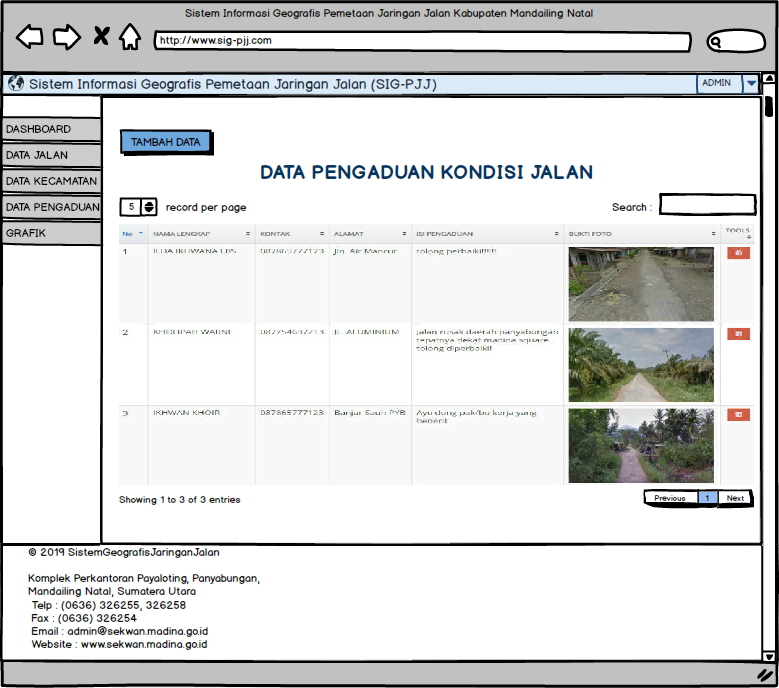 Sistem Informasi Geografis Pemetaan Jaringan Jalan Kabupaten Mandailing Natal
http://www.sig-pjj.com
Sistem Informasi Geografis Pemetaan Jaringan Jalan (SIG-PJJ)
ADMIN
DASHBOARD
DATA JALAN
DATA KECAMATAN
DATA PENGADUAN
GRAFIK
TAMBAH DATA
DATA PENGADUAN KONDISI JALAN
5 record per page
Search :
No NAMA LENGKAP KONTAK ALAMAT ISI PENGADUAN BUKTI FOTO TOOLS
1 ILDA IKHWANA LBS 087865777123 Jln. Air Mancur tolong perbaiki!!!!!
2 KHOFIPAH WARNI JL. ALUMINIUM jalan rusak daerah panyabungan
tepatnya dekat madina square
tolong diperbaiki!
3 IKHWAN KHOIR 087865777123 Banjar Sauh PYB Ayo dong pak/bu kerja yang
Showing 1 to 3 of 3 entries
Previous 1 Next
© 2019 SistemGeografisJaringanJalan
Komplek Perkantoran Payaloting, Panyabungan,
Mandailing Natal, Sumatera Utara
Telp : (0636) 326255, 326258
Fax : (0636) 326254
Email : admin@sekwan.madina.go.id
Website : www.sekwan.madina.go.id